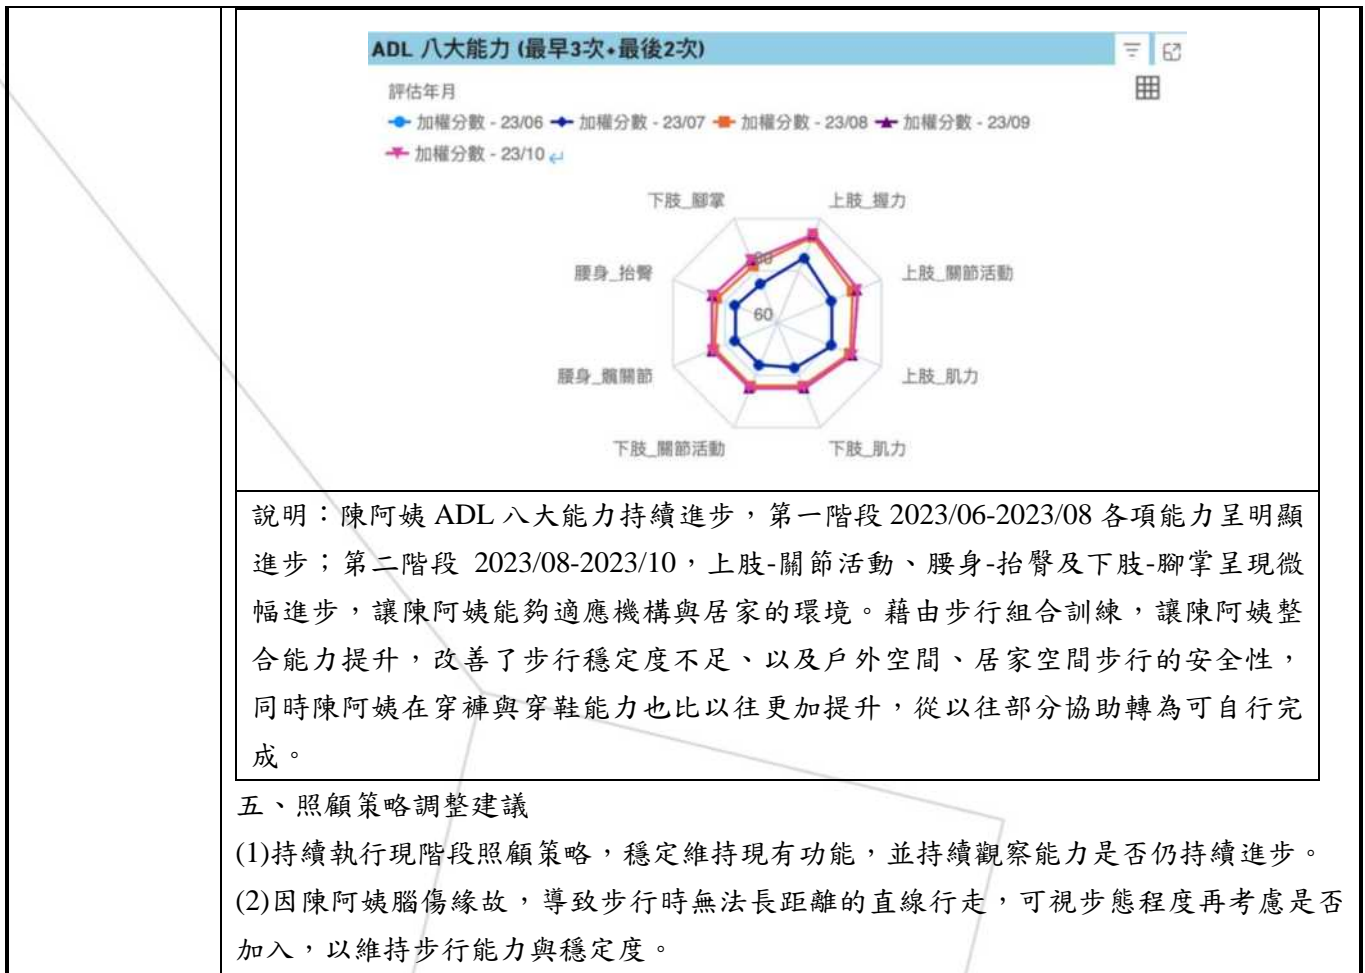 ADL 八大能力 (最早3次+最後2次)
評估年月
加權分數 - 23/06 加權分數 - 23/07 加權分數 - 23/08 加權分數 - 23/09
加權分數 - 23/10
下肢_腳掌 上肢_握力
腰身_抬臀 80 上肢_關節活動
60
腰身_髖關節 上肢_肌力
下肢_關節活動 下肢_肌力
說明：陳阿姨 ADL 八大能力持續進步，第一階段 2023/06-2023/08 各項能力呈明顯
進步；第二階段 2023/08-2023/10，上肢-關節活動、腰身-抬臀及下肢-腳掌呈現微
幅進步，讓陳阿姨能夠適應機構與居家的環境。藉由步行組合訓練，讓陳阿姨整
合能力提升，改善了步行穩定度不足、以及戶外空間、居家空間步行的安全性，
同時陳阿姨在穿褲與穿鞋能力也比以往更加提升，從以往部分協助轉為可自行完
成。
五、照顧策略調整建議
(1)持續執行現階段照顧策略，穩定維持現有功能，並持續觀察能力是否仍持續進步。
(2)因陳阿姨腦傷緣故，導致步行時無法長距離的直線行走，可視步態程度再考慮是否
加入，以維持步行能力與穩定度。